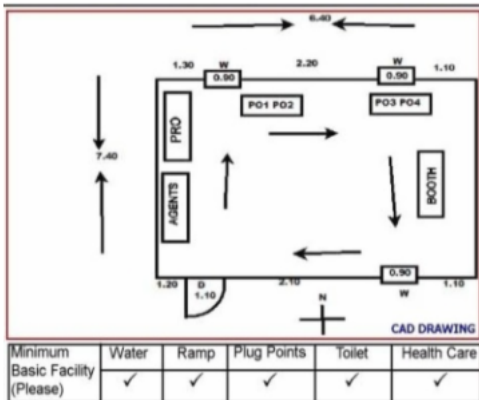 6.40
1.30 W 2.20 W 1.10
0.90 0.90
PO1 PO2 PO3 PO4
PRO
7.40
AGENTS BOOTH
0.90
1.20 D 2.10 W 1.10
1.10
N
CAD DRAWING
Minimum Basic Facility (Please) Water Ramp Plug Points Toilet Health Care
✓ ✓ ✓ ✓ ✓